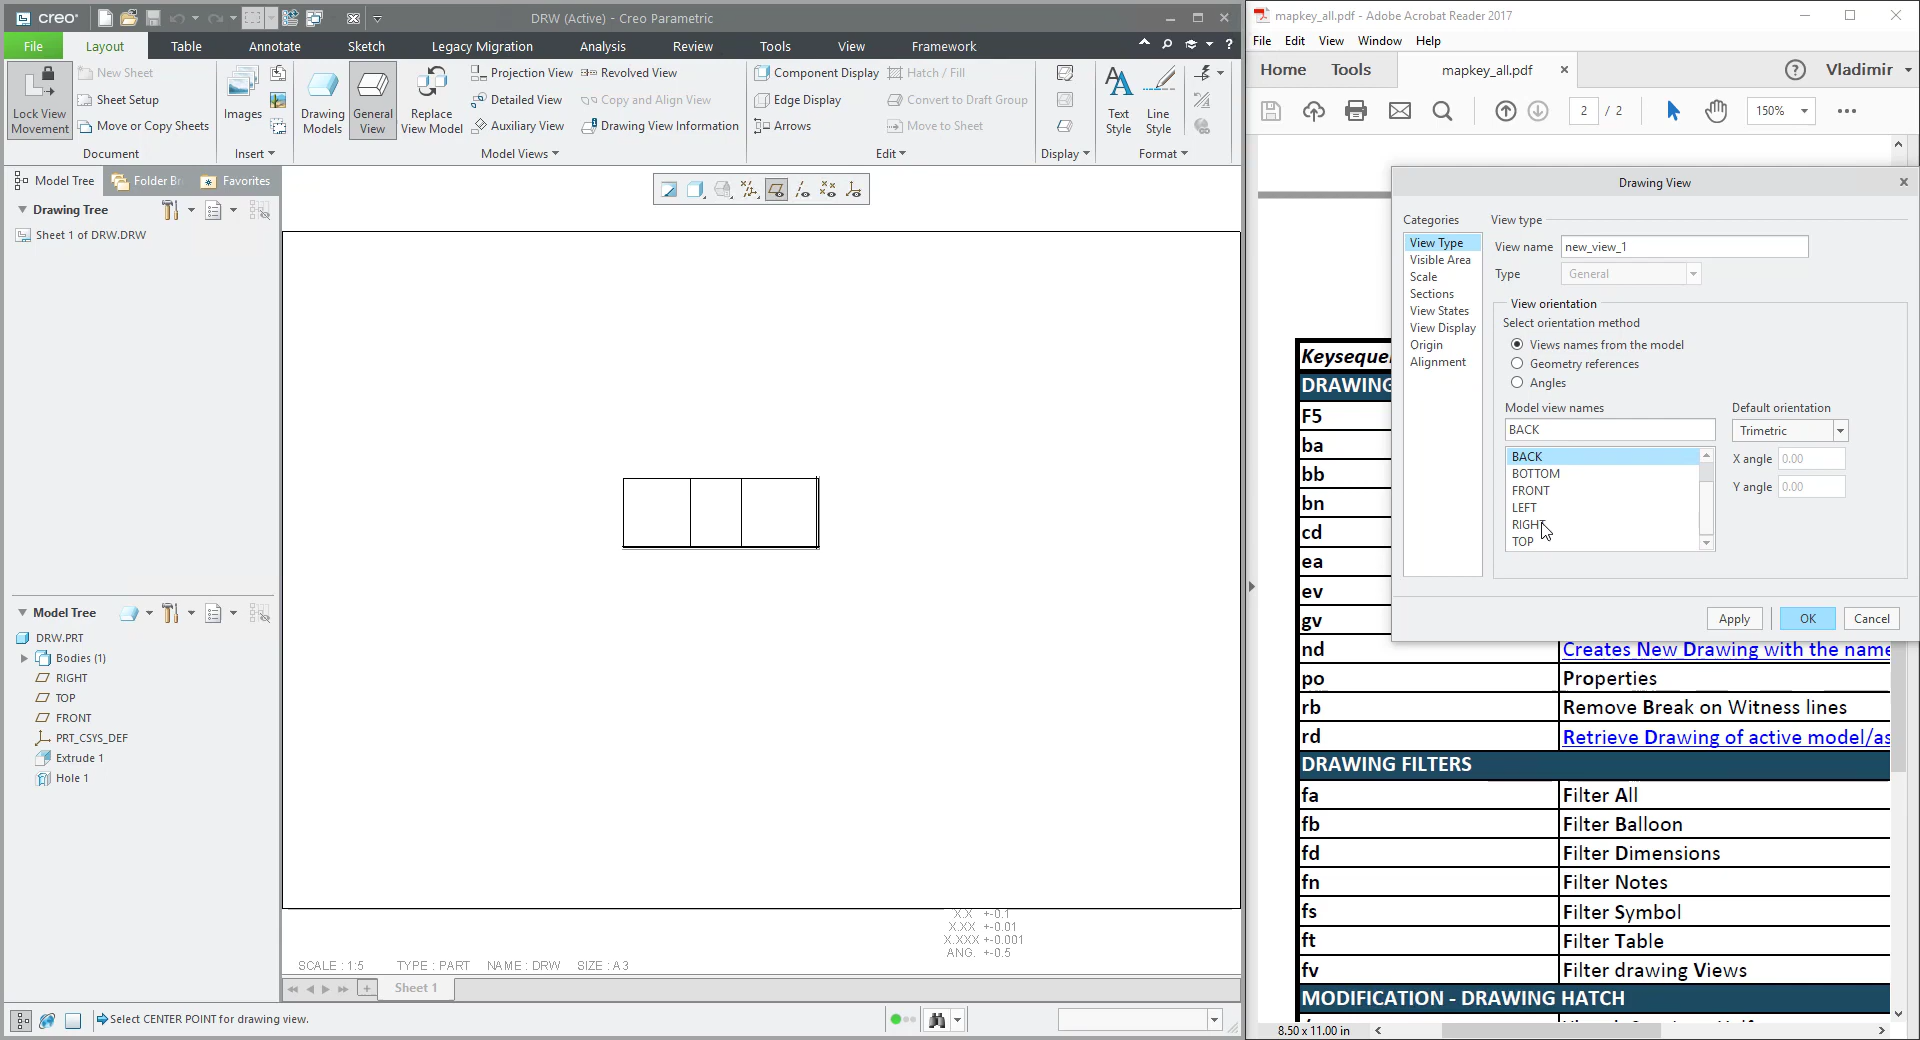 creo DRW (Active) - Creo Parametric
File Layout Table Annotate Sketch Legacy Migration Analysis Review Tools View Framework
Lock View Movement
New Sheet
Sheet Setup
Move or Copy Sheets
Document
Images
Insert
Drawing Models
General View
Replace View Model
Projection View
Detailed View
Auxiliary View
Revolved View
Copy and Align View
Drawing View Information
Model Views
Component Display
Edge Display
Arrows
Hatch / Fill
Convert to Draft Group
Move to Sheet
Edit
Display
Text Style
Line Style
Format
Model Tree Folder Br Favorites
Drawing Tree
Sheet 1 of DRW.DRW
Model Tree
DRW.PRT
Bodies (1)
RIGHT
TOP
FRONT
PRT_CSYS_DEF
Extrude 1
Hole 1
X.X +-0.1
X.XX +-0.01
X.XXX +-0.001
ANG. +-0.5
SCALE : 1:5 TYPE : PART NAME : DRW SIZE : A3
Sheet 1
Select CENTER POINT for drawing view.
mapkey_all.pdf - Adobe Acrobat Reader 2017
File Edit View Window Help
Home Tools mapkey_all.pdf Vladimir
2 / 2 150%
Drawing View
Categories
View Type
Visible Area
Scale
Sections
View States
View Display
Origin
Alignment
View type
View name new_view_1
Type General
View orientation
Select orientation method
Views names from the model
Geometry references
Angles
Model view names
BACK
BACK
BOTTOM
FRONT
LEFT
RIGHT
TOP
Default orientation
Trimetric
X angle 0.00
Y angle 0.00
Apply OK Cancel
Keyseque
DRAWING
F5
ba
bb
bn
cd
ea
ev
gv
nd Creates New Drawing with the name
po Properties
rb Remove Break on Witness lines
rd Retrieve Drawing of active model/as
DRAWING FILTERS
fa Filter All
fb Filter Balloon
fd Filter Dimensions
fn Filter Notes
fs Filter Symbol
ft Filter Table
fv Filter drawing Views
MODIFICATION - DRAWING HATCH
8.50 x 11.00 in